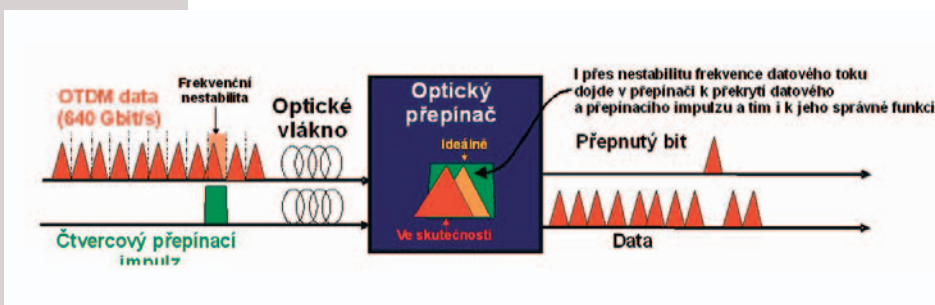 OTDM data
(640 Gbit/s)
Frekvenční
nestabilita
Optické
vlákno
Čtvercový přepínací
impulz
Optický
přepínač
Ideálně
Ve skutečnosti
I přes nestabilitu frekvence datového toku
dojde v přepínači k překrytí datového
a přepínacího impulzu a tím i k jeho správné funkci
Přepnutý bit
Data